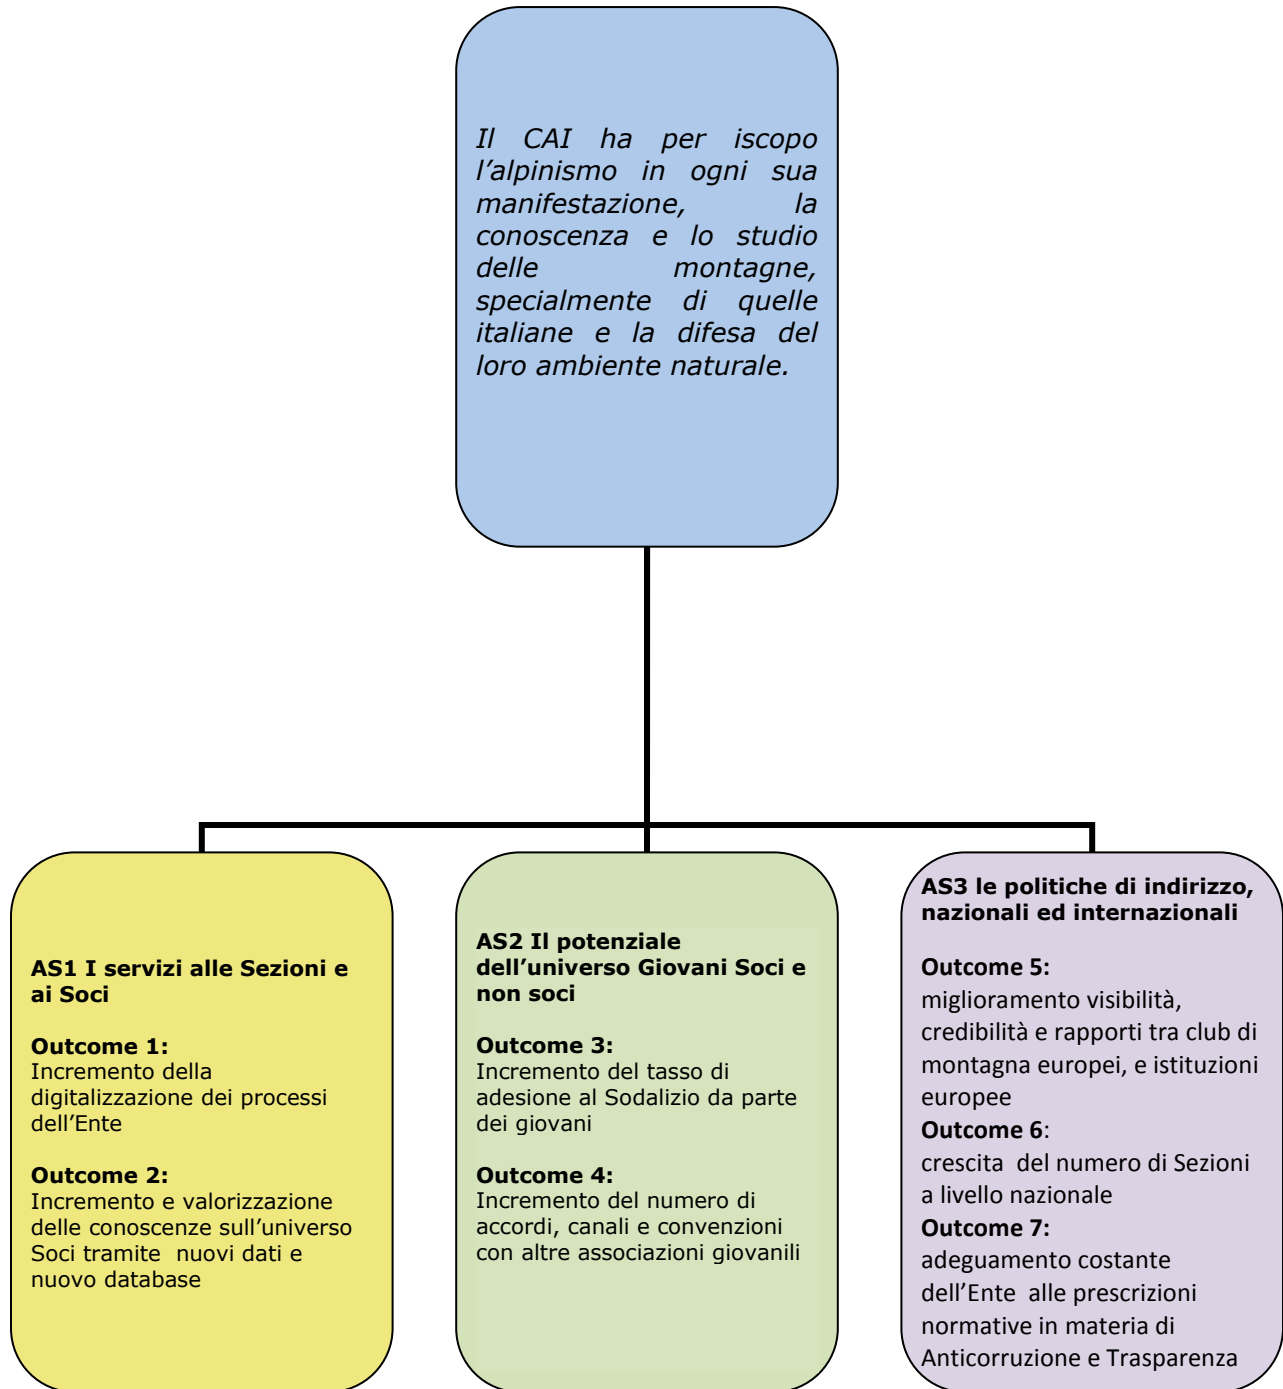 Il CAI ha per iscopo
l’alpinismo in ogni sua
manifestazione, la
conoscenza e lo studio
delle montagne,
specialmente di quelle
italiane e la difesa del
loro ambiente naturale.
AS1 I servizi alle Sezioni e
ai Soci
Outcome 1:
Incremento della
digitalizzazione dei processi
dell’Ente
Outcome 2:
Incremento e valorizzazione
delle conoscenze sull’universo
Soci tramite nuovi dati e
nuovo database
AS2 Il potenziale
dell’universo Giovani Soci e
non soci
Outcome 3:
Incremento del tasso di
adesione al Sodalizio da parte
dei giovani
Outcome 4:
Incremento del numero di
accordi, canali e convenzioni
con altre associazioni giovanili
AS3 le politiche di indirizzo,
nazionali ed internazionali
Outcome 5:
miglioramento visibilità,
credibilità e rapporti tra club di
montagna europei, e istituzioni
europee
Outcome 6:
crescita del numero di Sezioni
a livello nazionale
Outcome 7:
adeguamento costante
dell’Ente alle prescrizioni
normative in materia di
Anticorruzione e Trasparenza